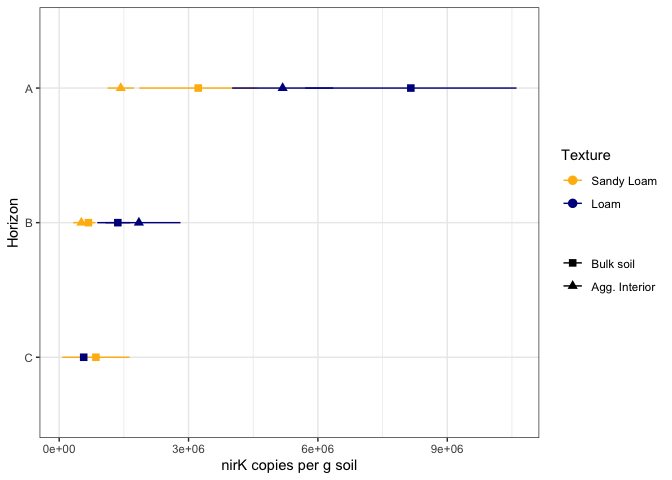 A
B
C
Horizon
0e+00 3e+06 6e+06 9e+06
nirK copies per g soil
Texture
Sandy Loam
Loam
Bulk soil
Agg. Interior